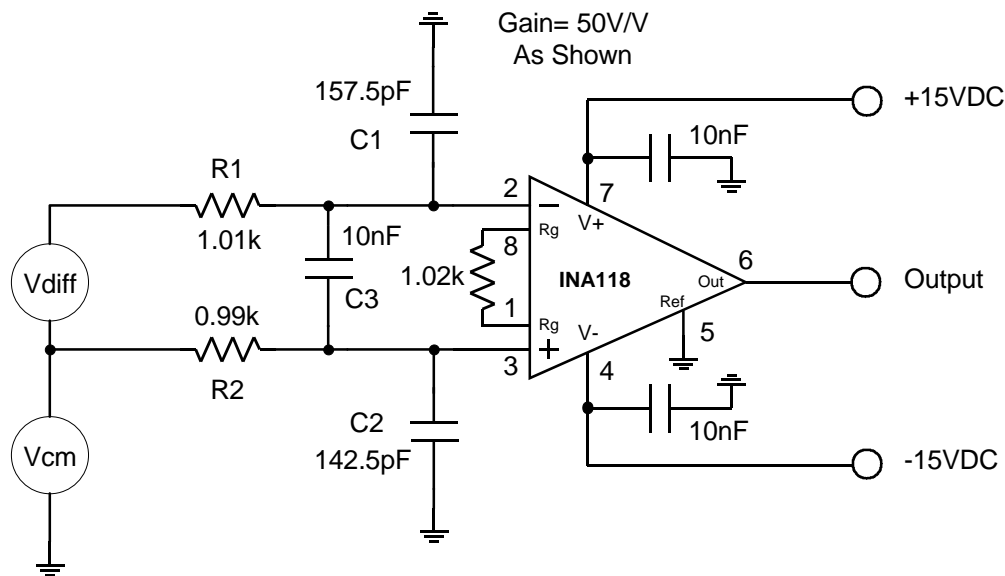 Gain= 50V/V
As Shown
157.5pF
C1
+15VDC
10nF
R1
1.01k
2
7
V+
10nF
C3
8
Rg
1.02k
INA118
6
Out
Output
Vdiff
0.99k
R2
1
Rg
Ref
5
V-
3
4
C2
142.5pF
10nF
Vcm
-15VDC